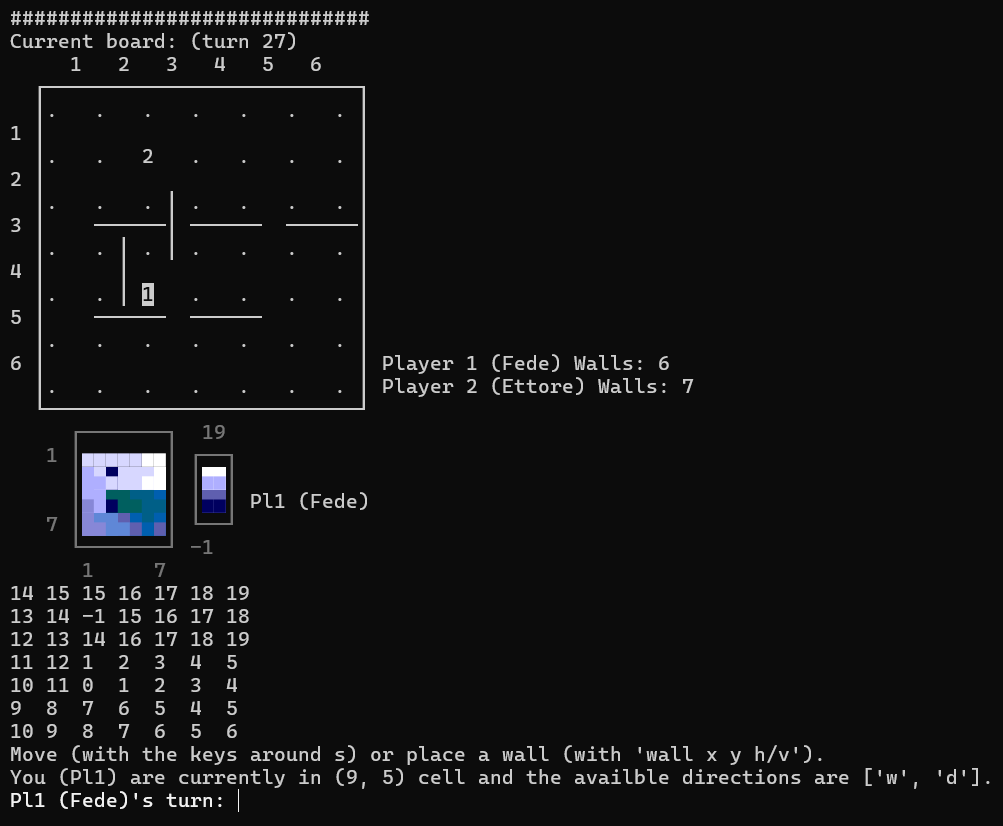 ##############################
Current board: (turn 27)
1 2 3 4 5 6
. . . . . . .
1
. . 2 . . . .
2
. . . . . . .
3
. . . . . . .
4
. . 1 . . . .
5
. . . . . . .
6 Player 1 (Fede) Walls: 6
Player 2 (Ettore) Walls: 7
. . . . . . .
19
1
Pl1 (Fede)
7
-1
1 7
14 15 15 16 17 18 19
13 14 -1 15 16 17 18
12 13 14 16 17 18 19
11 12 1 2 3 4 5
10 11 0 1 2 3 4
9 8 7 6 5 4 5
10 9 8 7 6 5 6
Move (with the keys around s) or place a wall (with 'wall x y h/v').
You (Pl1) are currently in (9, 5) cell and the availble directions are ['w', 'd'].
Pl1 (Fede)'s turn: